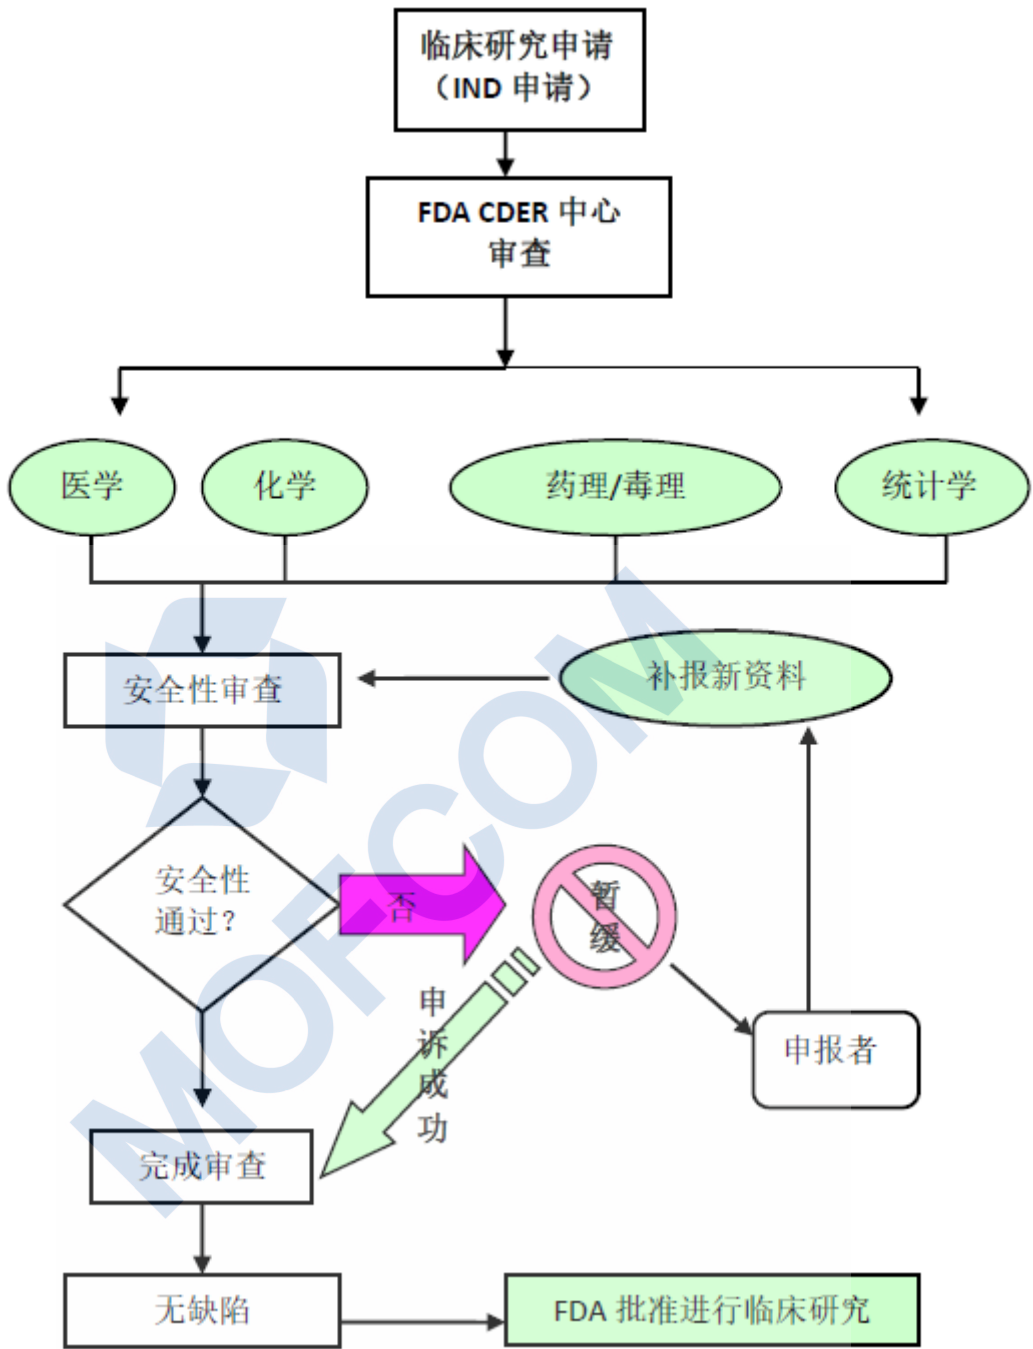 临床研究申请
（IND 申请）
FDA CDER 中心
审查
医学
化学
药理/毒理
统计学
补报新资料
安全性审查
安全性
通过?
否
暂
缓
申
诉
成
功
申报者
完成审查
无缺陷
FDA 批准进行临床研究
MOFCOM